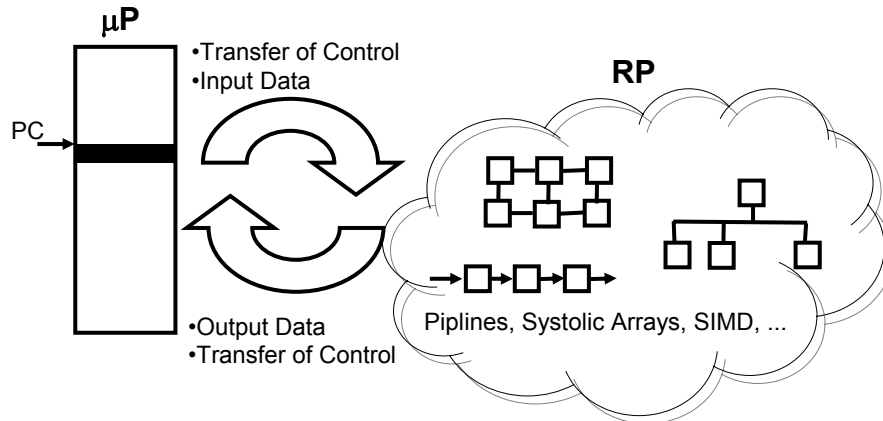 μP
•Transfer of Control
•Input Data
RP
PC
•Output Data
•Transfer of Control
Piplines, Systolic Arrays, SIMD, ...